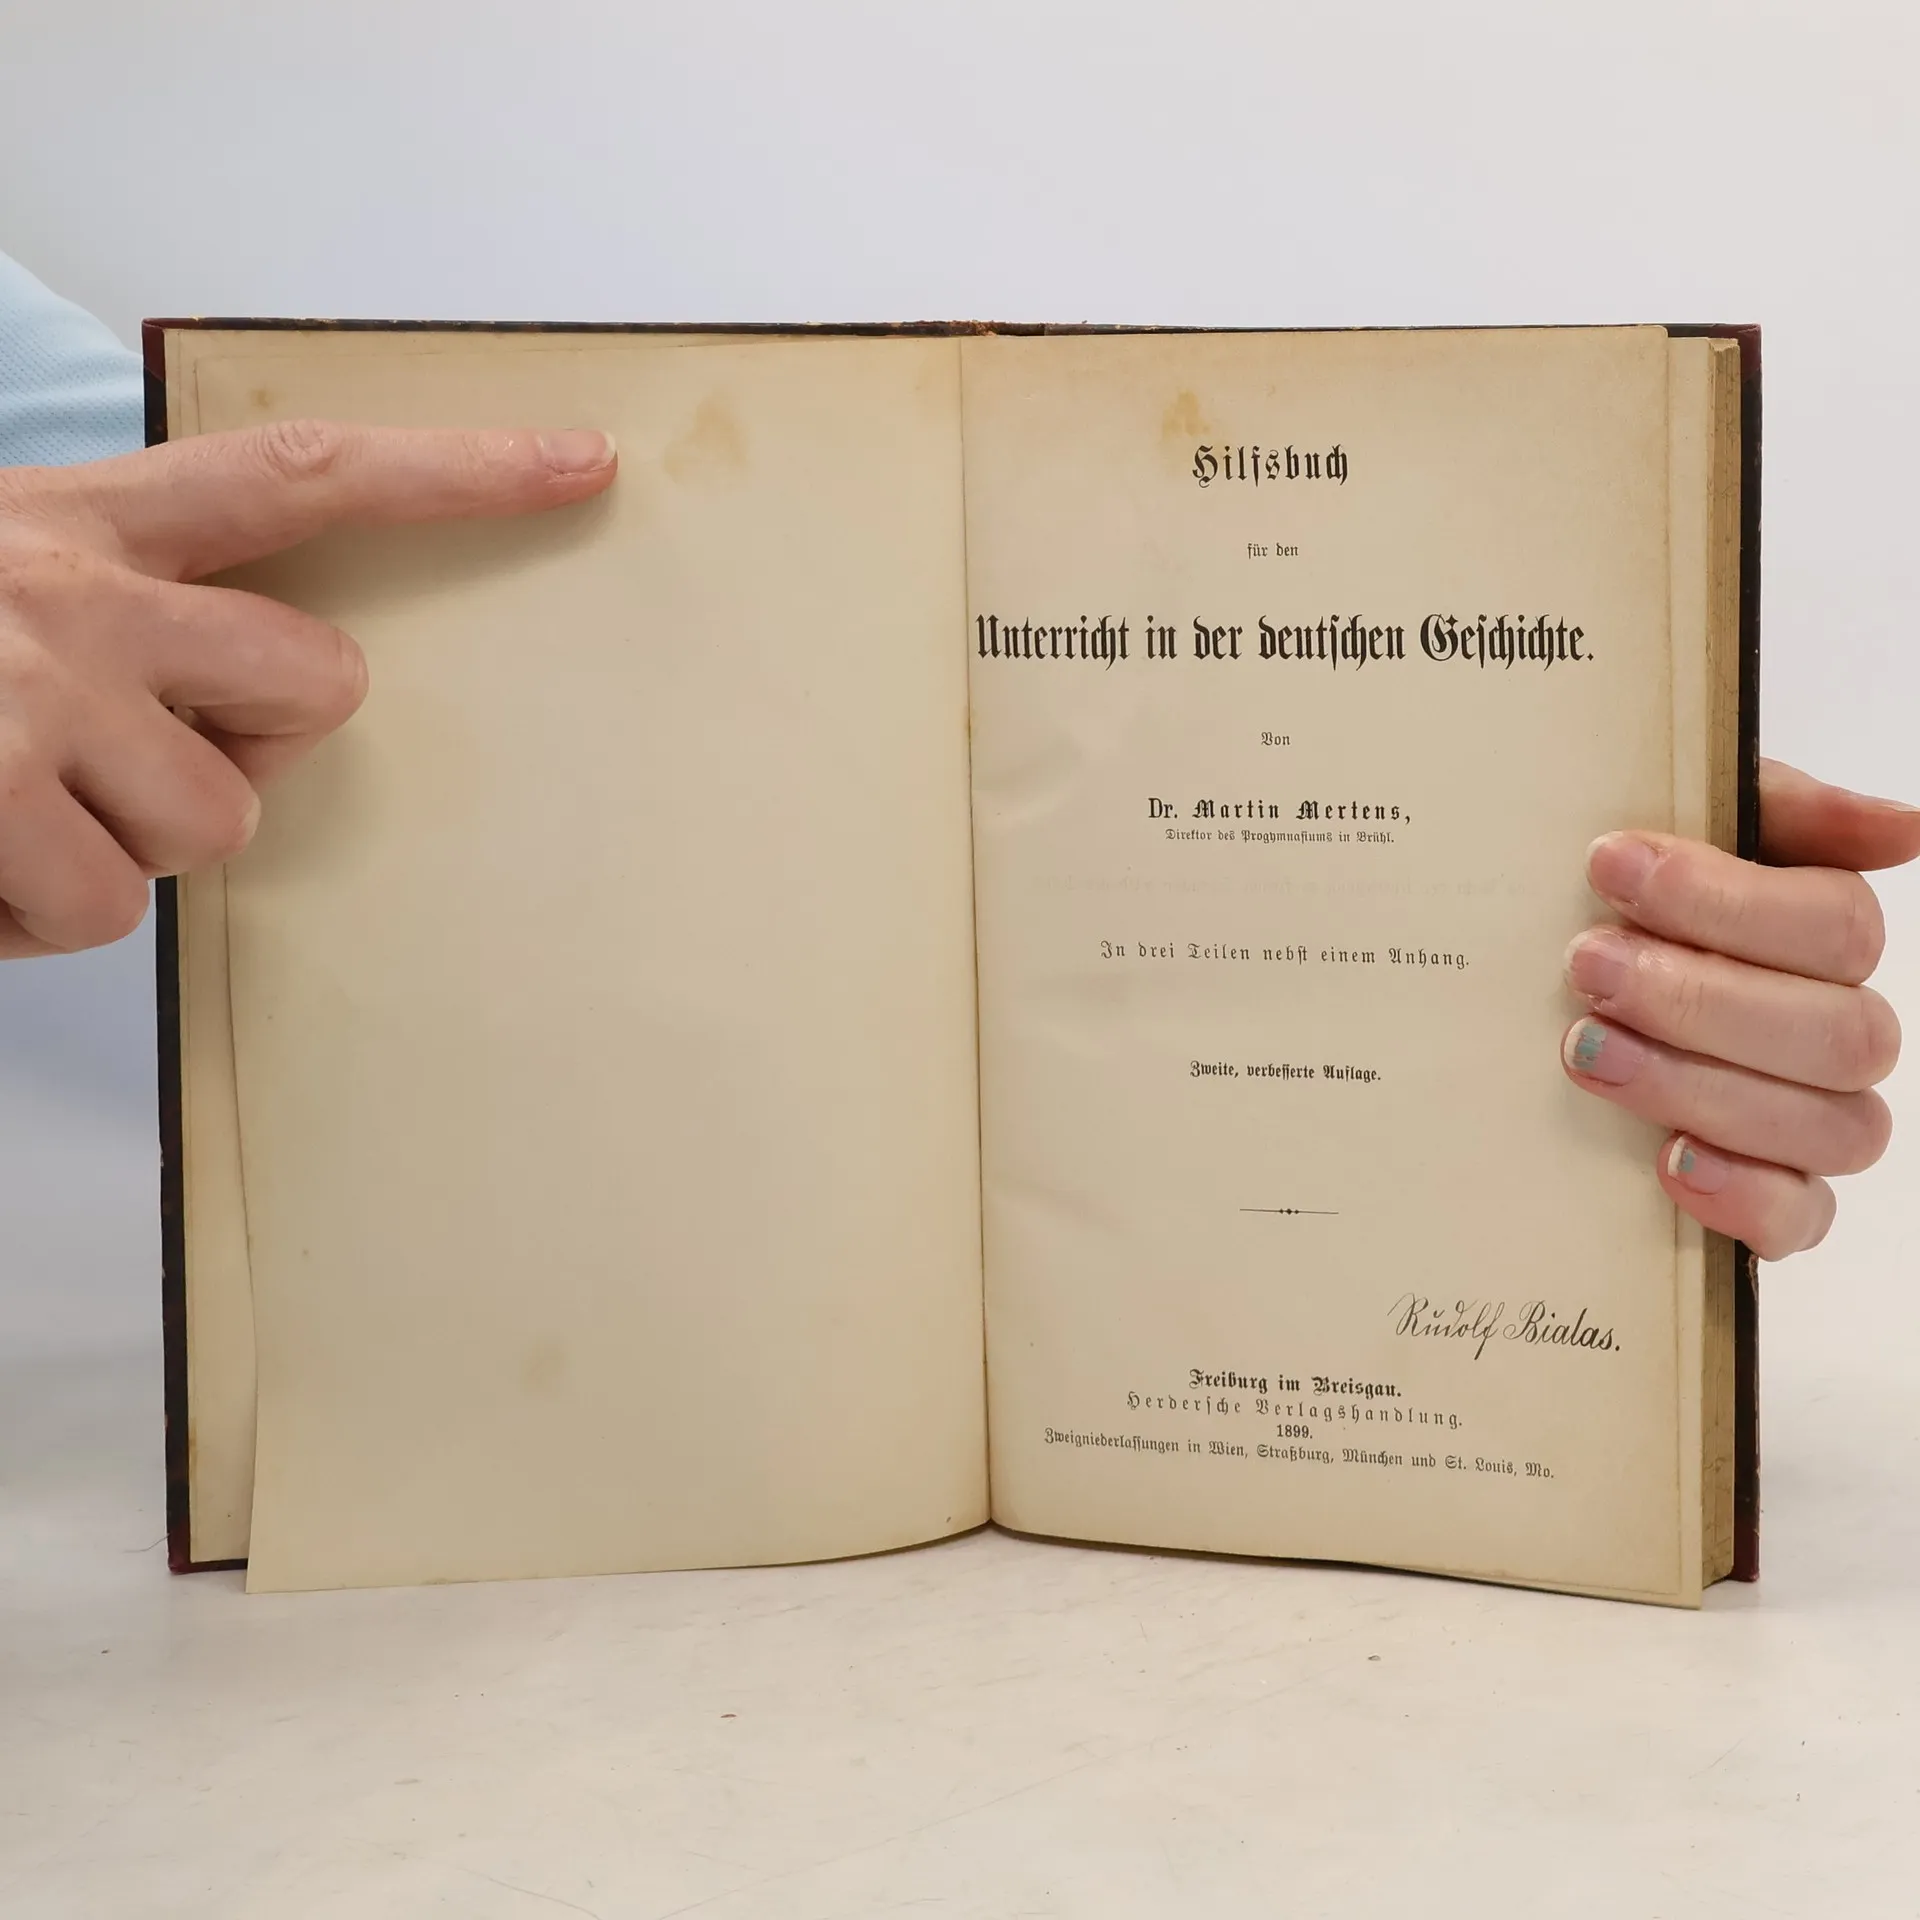 Hilfsbuch
für den
Unterricht in der deutschen Geschichte.
Von
Dr. Martin Mertens,
Direktor des Progymnasiums in Brühl.
In drei Teilen nebst einem Anhang.
Zweite, verbesserte Auflage.
Rudolf Bialas.
Freiburg im Breisgau.
Herdersche Verlagshandlung.
1899.
Zweigniederlassungen in Wien, Straßburg, München und St. Louis, Mo.